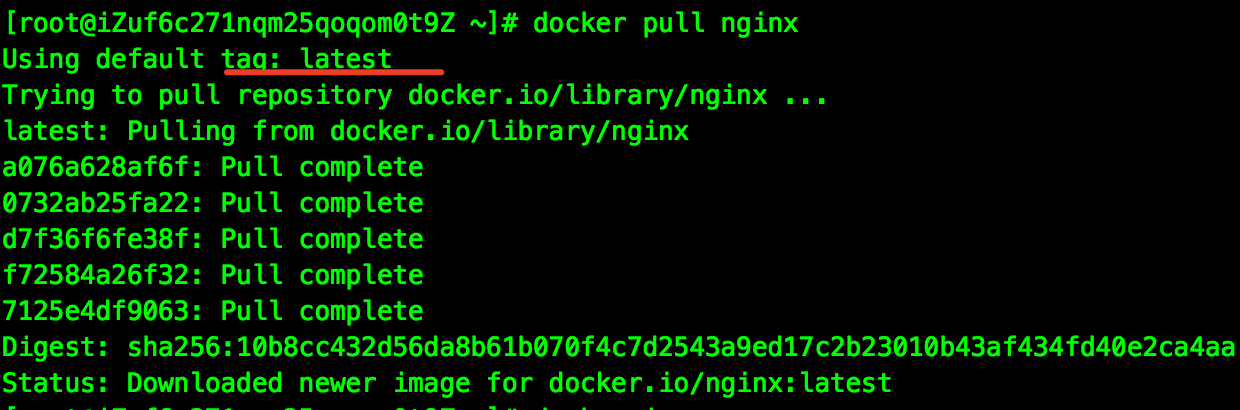 [root@iZuf6c271nqm25qoqom0t9Z ~]# docker pull nginx
Using default tag: latest
Trying to pull repository docker.io/library/nginx ...
latest: Pulling from docker.io/library/nginx
a076a628af6f: Pull complete
0732ab25fa22: Pull complete
d7f36f6fe38f: Pull complete
f72584a26f32: Pull complete
7125e4df9063: Pull complete
Digest: sha256:10b8cc432d56da8b61b070f4c7d2543a9ed17c2b23010b43af434fd40e2ca4aa
Status: Downloaded newer image for docker.io/nginx:latest